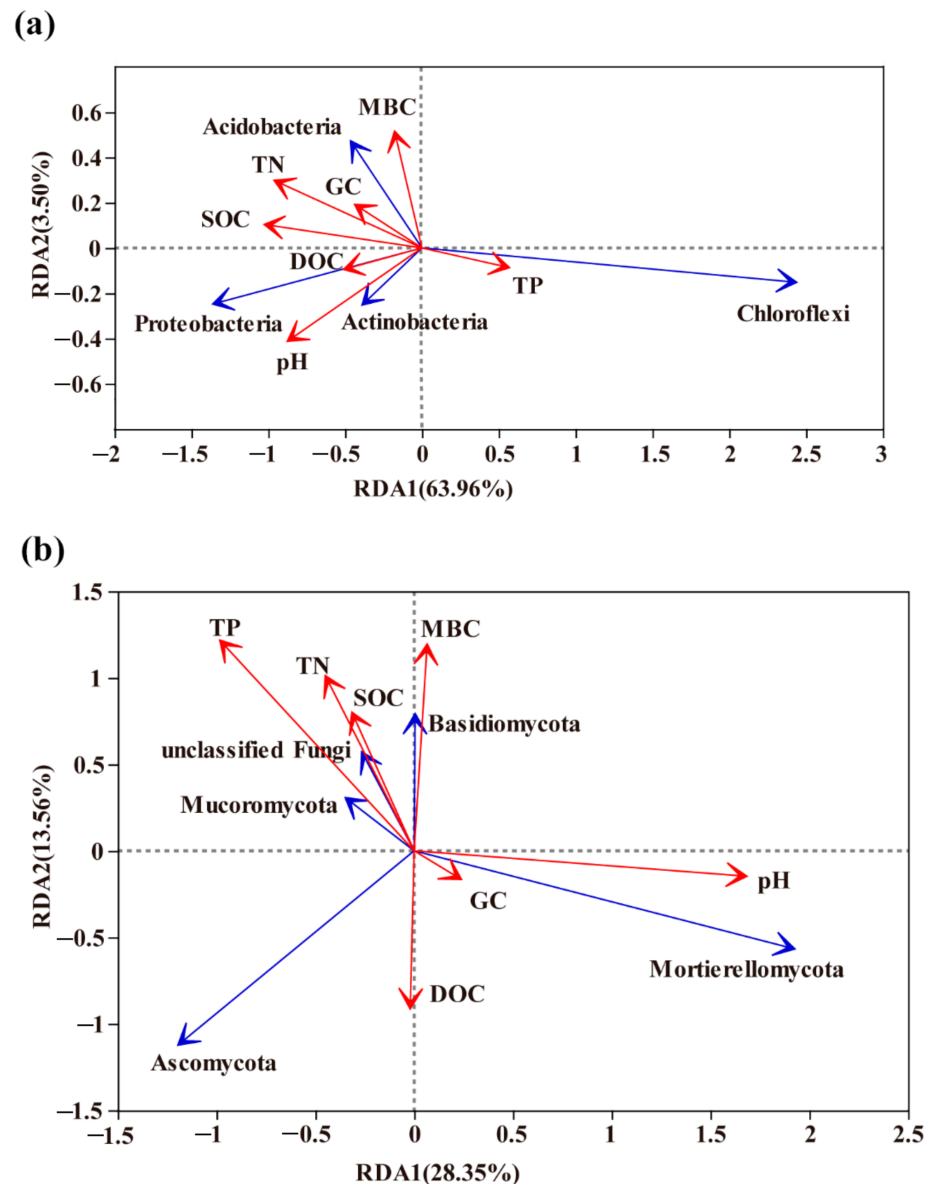 (a)
MBC
Acidobacteria
TN
GC
SOC
DOC
TP
Proteobacteria
Actinobacteria
Chloroflexi
pH
0.6
0.4
0.2
0
−0.2
−0.4
−0.6
RDA2(3.50%)
−2
−1.5
−1
−0.5
0
0.5
1
1.5
2
2.5
3
RDA1(63.96%)
(b)
TP
MBC
TN
SOC
Basidiomycota
unclassified Fungi
Mucoromycota
pH
GC
Mortierellomycota
DOC
Ascomycota
1.5
1
0.5
0
−0.5
−1
−1.5
RDA2(13.56%)
−1.5
−1
−0.5
0
0.5
1
1.5
2
2.5
RDA1(28.35%)